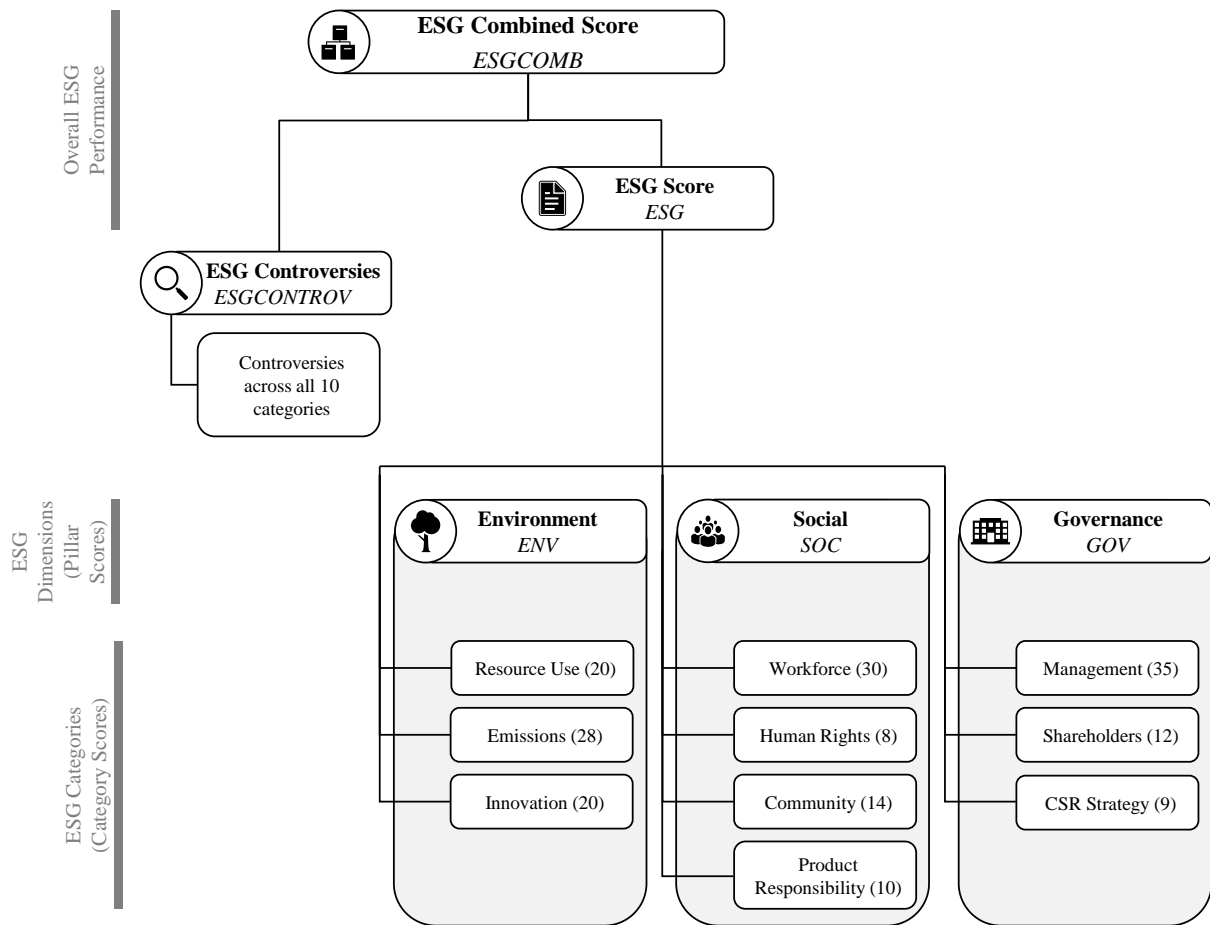 Overall ESG
Performance
ESG Combined Score
ESGCOMB
ESG Score
ESG
ESG Controversies
ESGCONTROV
Controversies
across all 10
categories
ESG
Dimensions
(Pillar
Scores)
Environment
ENV
Social
SOC
Governance
GOV
ESG Categories
(Category Scores)
Resource Use (20)
Emissions (28)
Innovation (20)
Workforce (30)
Human Rights (8)
Community (14)
Product
Responsibility (10)
Management (35)
Shareholders (12)
CSR Strategy (9)